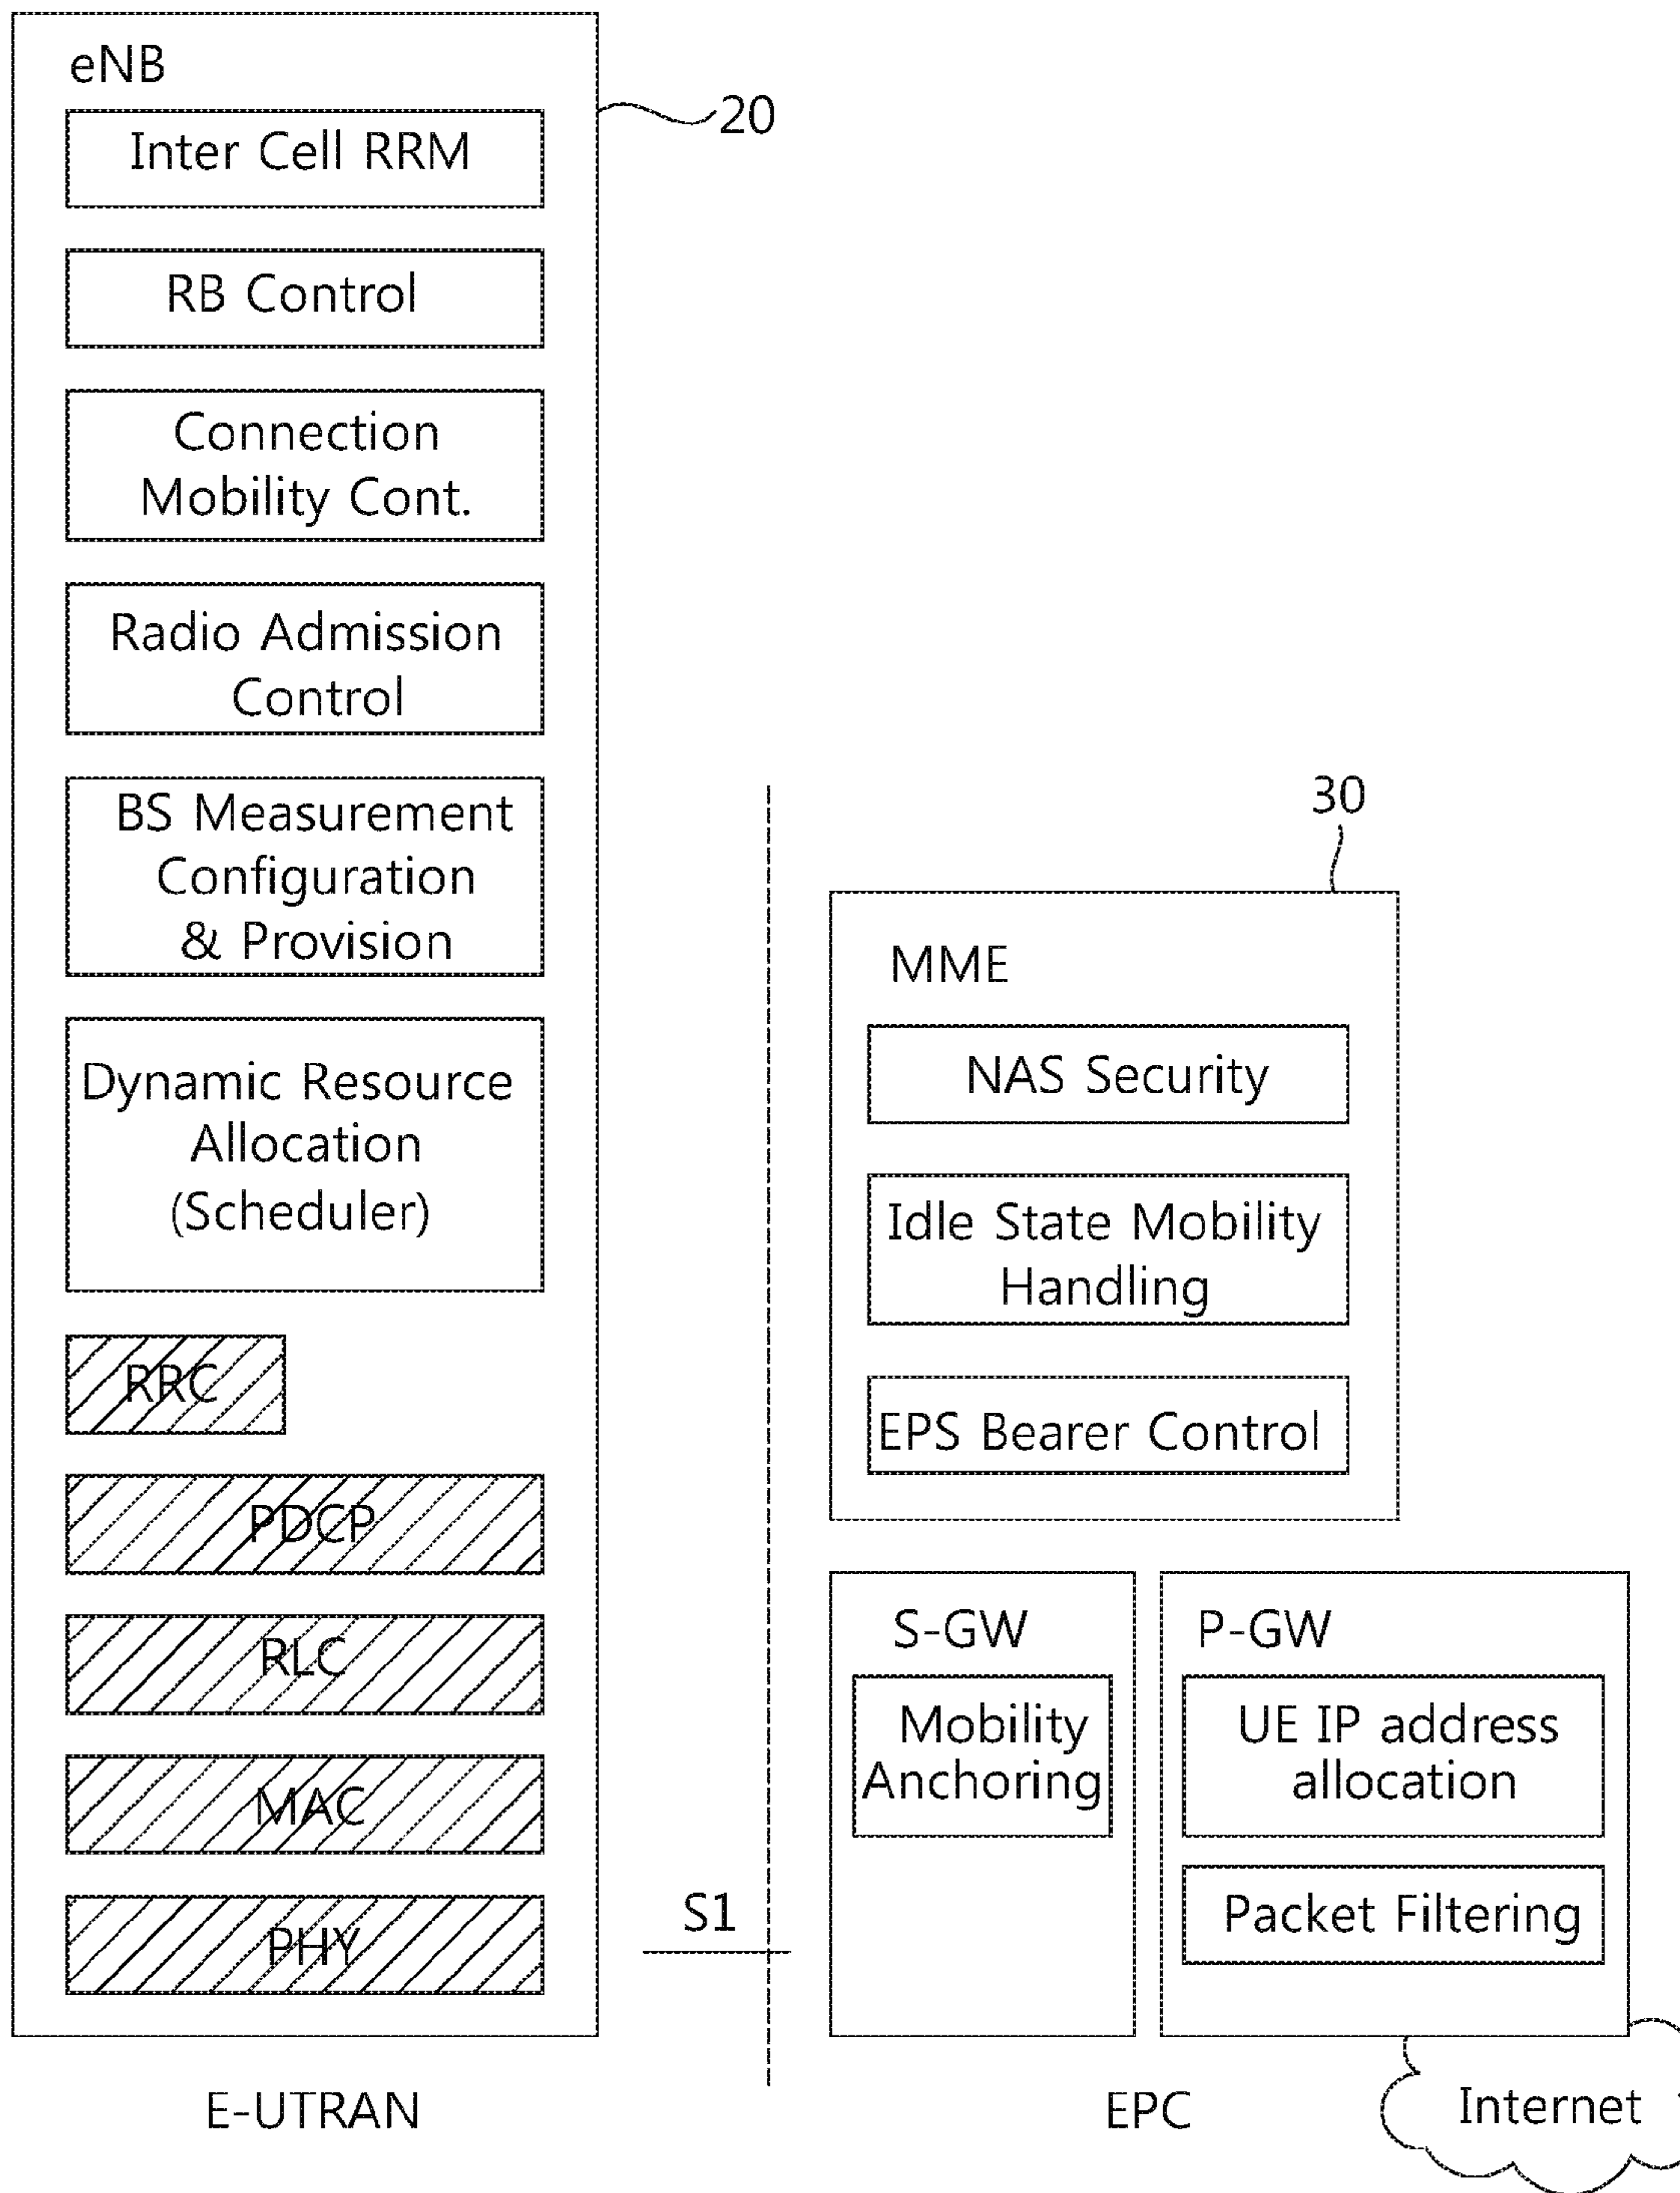 eNB
20
Inter Cell RRM
RB Control
Connection
Mobility Cont.
Radio Admission
Control
BS Measurement
Configuration
& Provision
Dynamic Resource
Allocation
(Scheduler)
RRC
PDCP
RLC
MAC
PHY
E-UTRAN
S1
30
MME
NAS Security
Idle State Mobility
Handling
EPS Bearer Control
S-GW
Mobility
Anchoring
P-GW
UE IP address
allocation
Packet Filtering
EPC
Internet